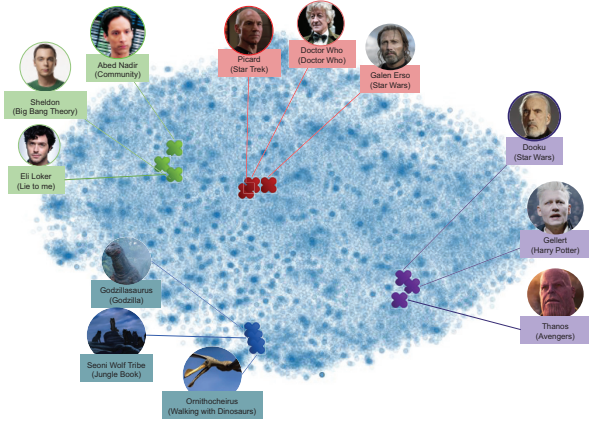 Abed Nadir
(Community)
Picard
(Star Trek)
Doctor Who
(Doctor Who)
Galen Erso
(Star Wars)
Sheldon
(Big Bang Theory)
Eli Loker
(Lie to me)
Dooku
(Star Wars)
Gellert
(Harry Potter)
Godzillasaurus
(Godzilla)
Thanos
(Avengers)
Seoni Wolf Tribe
(Jungle Book)
Ornithocheirus
(Walking with Dinosaurs)